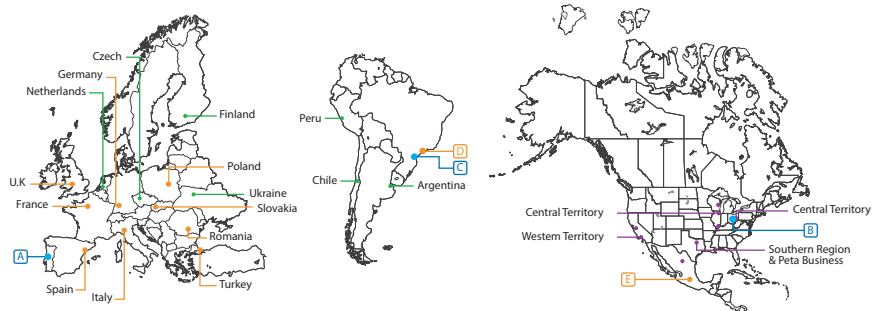 Czech
Germany
Netherlands
Finland
Poland
U.K
Ukraine
France
Slovakia
Romania
A
Spain
Italy
Turkey
Peru
D
C
Chile
Argentina
Central Territory
Central Territory
Westem Territory
B
Southern Region
& Peta Business
E